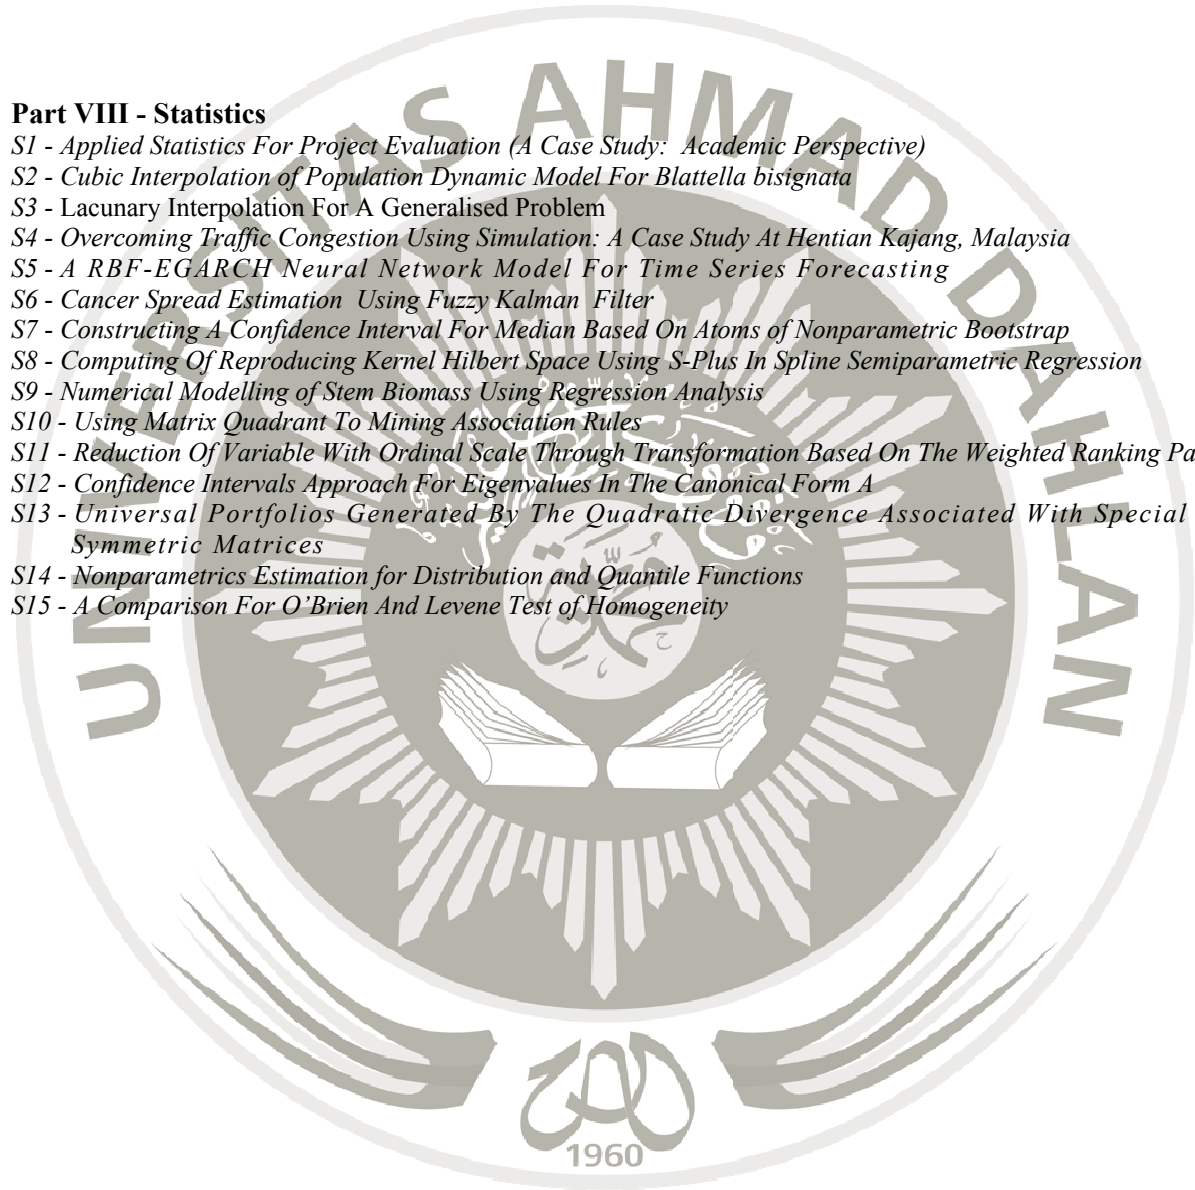 Part VIII - Statistics
S1 - Applied Statistics For Project Evaluation (A Case Study: Academic Perspective)
S2 - Cubic Interpolation of Population Dynamic Model For Blattella bisignata
S3 - Lacunary Interpolation For A Generalised Problem
S4 - Overcoming Traffic Congestion Using Simulation: A Case Study At Hentian Kajang, Malaysia
S5 - A RBF-EGARCH Neural Network Model For Time Series Forecasting
S6 - Cancer Spread Estimation Using Fuzzy Kalman Filter
S7 - Constructing A Confidence Interval For Median Based On Atoms of Nonparametric Bootstrap
S8 - Computing Of Reproducing Kernel Hilbert Space Using S-Plus In Spline Semiparametric Regression
S9 - Numerical Modelling of Stem Biomass Using Regression Analysis
S10 - Using Matrix Quadrant To Mining Association Rules
S11 - Reduction Of Variable With Ordinal Scale Through Transformation Based On The Weighted Ranking Pa
S12 - Confidence Intervals Approach For Eigenvalues In The Canonical Form A
S13 - Universal Portfolios Generated By The Quadratic Divergence Associated With Special
Symmetric Matrices
S14 - Nonparametrics Estimation for Distribution and Quantile Functions
S15 - A Comparison For O’Brien And Levene Test of Homogeneity
UNIVERSITAS AHMAD DAHLAN
1960